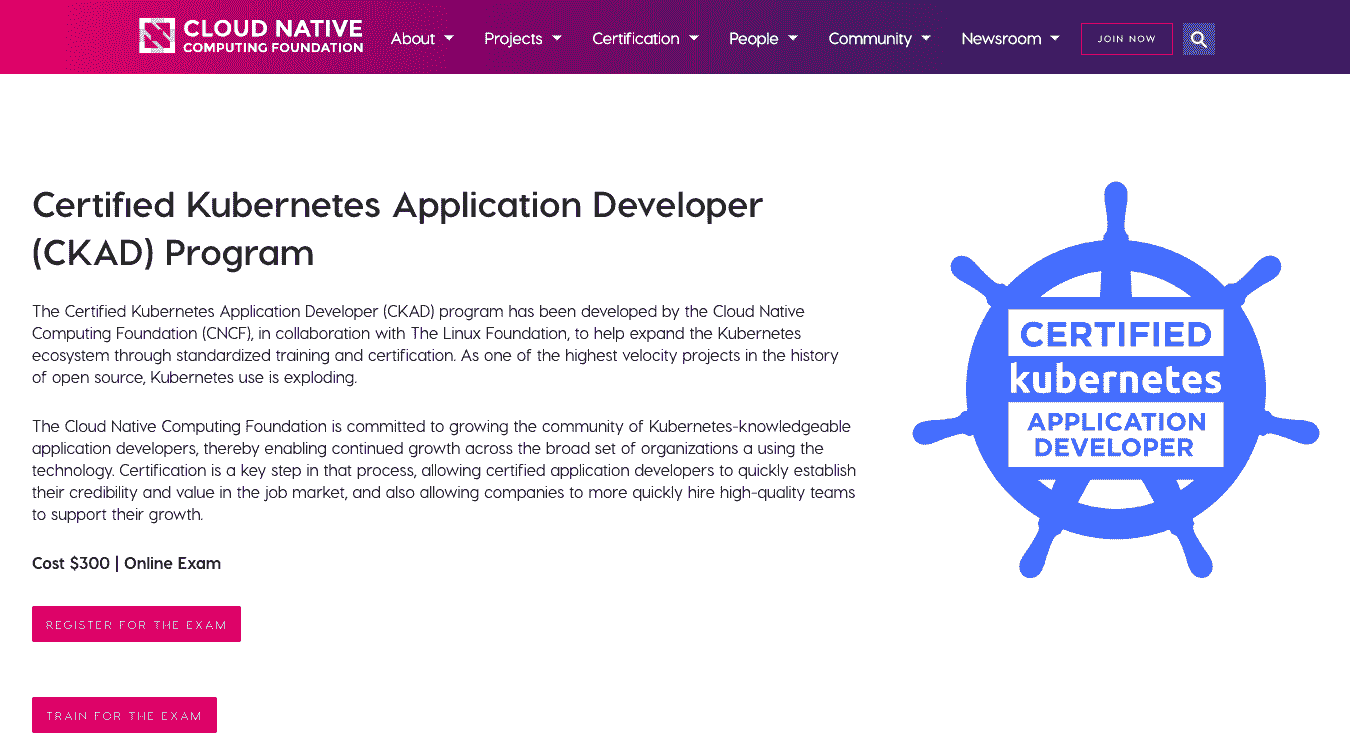 CLOUD NATIVE
COMPUTING FOUNDATION
About Projects Certification People Community Newsroom JOIN NOW
Certified Kubernetes Application Developer
(CKAD) Program
The Certified Kubernetes Application Developer (CKAD) program has been developed by the Cloud Native
Computing Foundation (CNCF), in collaboration with The Linux Foundation, to help expand the Kubernetes
ecosystem through standardized training and certification. As one of the highest velocity projects in the history
of open source, Kubernetes use is exploding.
The Cloud Native Computing Foundation is committed to growing the community of Kubernetes-knowledgeable
application developers, thereby enabling continued growth across the broad set of organizations a using the
technology. Certification is a key step in that process, allowing certified application developers to quickly establish
their credibility and value in the job market, and also allowing companies to more quickly hire high-quality teams
to support their growth.
Cost $300 | Online Exam
REGISTER FOR THE EXAM
TRAIN FOR THE EXAM
CERTIFIED
kubernetes
APPLICATION
DEVELOPER